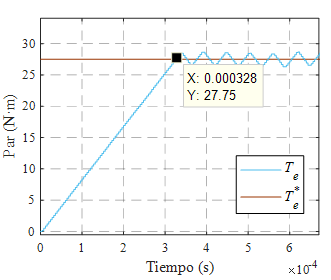 30
25
20
15
10
5
0
Par (N·m)
X: 0.000328
Y: 27.75
T_e
T_e^*
0 1 2 3 4 5 6
Tiempo (s)
×10^-4